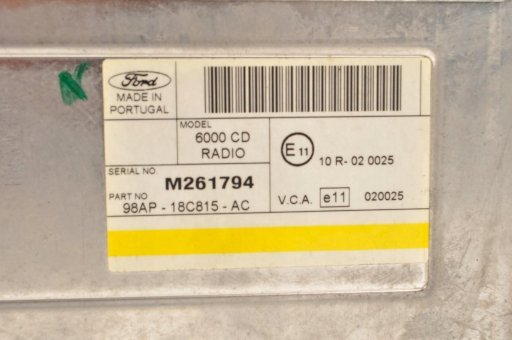 Ford
MADE IN
PORTUGAL
MODEL
6000 CD
RADIO
SERIAL NO.
M261794
PART NO
98AP - 18C815 - AC
E 11
10 R- 02 0025
V.C.A. e11 020025